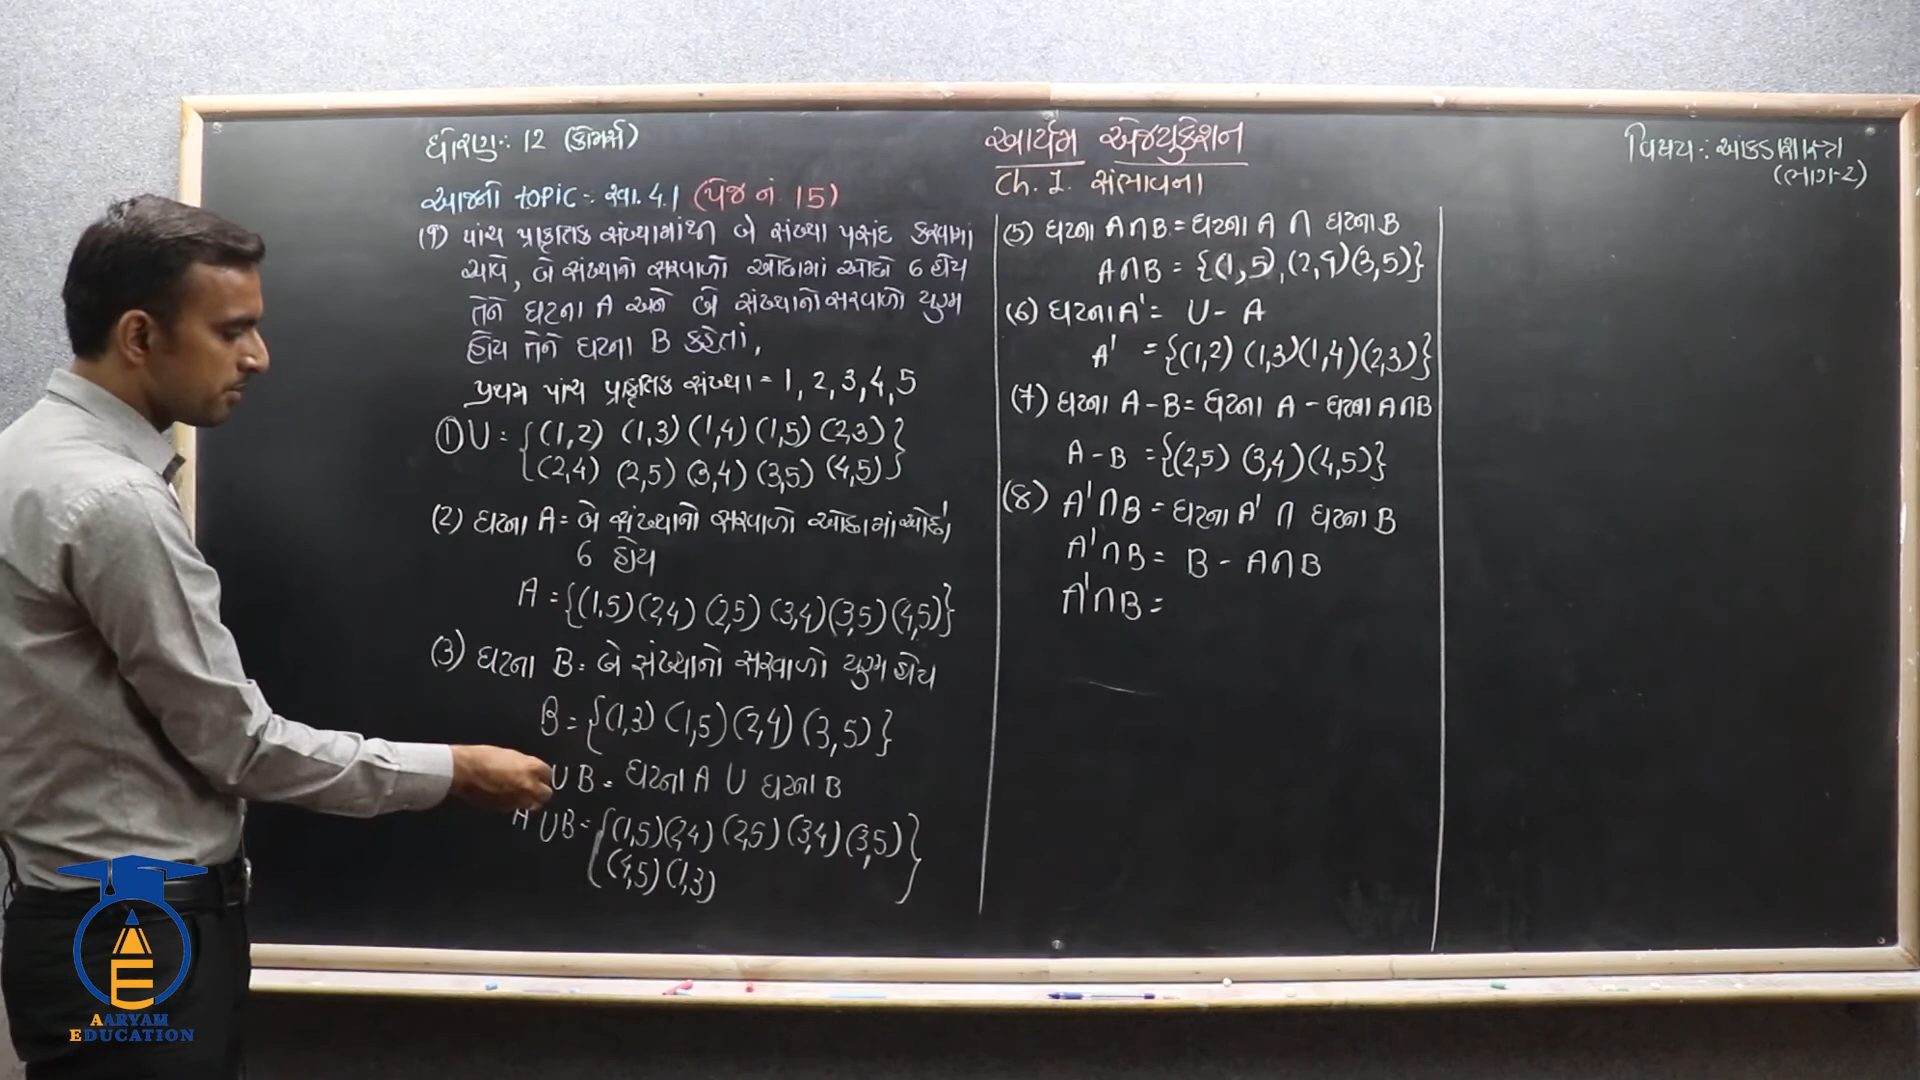 ધોરણ:- 12 (કોમર્સ)
આર્યમ એજ્યુકેશન
વિષય:- આંકડાશાસ્ત્ર
(ભાગ-2)
Ch. 1. સંભાવના
આજનો TOPIC:- સ્વા. 4.1 (પેજ નં. 15)
(૧) પાંચ પ્રાકૃતિક સંખ્યામાંથી બે સંખ્યા પસંદ કરવામાં
આવે, બે સંખ્યાનો સરવાળો ઓછામાં ઓછો 6 હોય
તેને ઘટના A અને બે સંખ્યાનો સરવાળો યુગ્મ
હોય તેને ઘટના B કહેતાં,
પ્રથમ પાંચ પ્રાકૃતિક સંખ્યા = 1, 2, 3, 4, 5
① U = {(1,2) (1,3) (1,4) (1,5) (2,3)
(2,4) (2,5) (3,4) (3,5) (4,5)}
(2) ઘટના A = બે સંખ્યાનો સરવાળો ઓછામાં ઓછો
6 હોય
A = {(1,5) (2,4) (2,5) (3,4) (3,5) (4,5)}
(3) ઘટના B = બે સંખ્યાનો સરવાળો યુગ્મ હોય
B = {(1,3) (1,5) (2,4) (3,5)}
∪ B = ઘટના A ∪ ઘટના B
A ∪ B = {(1,5) (2,4) (2,5) (3,4) (3,5)
(4,5) (1,3)}
(5) ઘટના A∩B = ઘટના A ∩ ઘટના B
A∩B = {(1,5), (2,4) (3,5)}
(6) ઘટના A' = U - A
A' = {(1,2) (1,3) (1,4) (2,3)}
(7) ઘટના A - B = ઘટના A - ઘટના A∩B
A - B = {(2,5) (3,4) (4,5)}
(8) A'∩B = ઘટના A' ∩ ઘટના B
A'∩B = B - A∩B
A'∩B =
AARYAM
EDUCATION